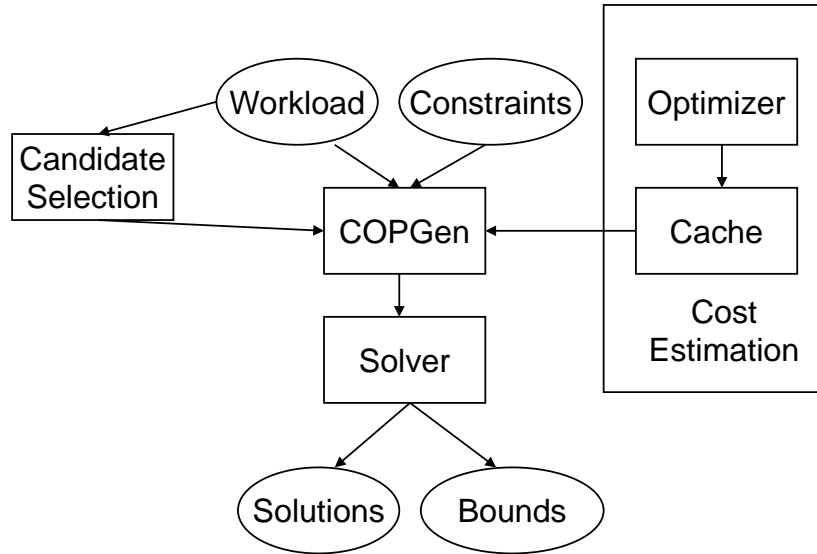 Workload
Constraints
Optimizer
Candidate
Selection
COPGen
Cache
Cost
Estimation
Solver
Solutions
Bounds